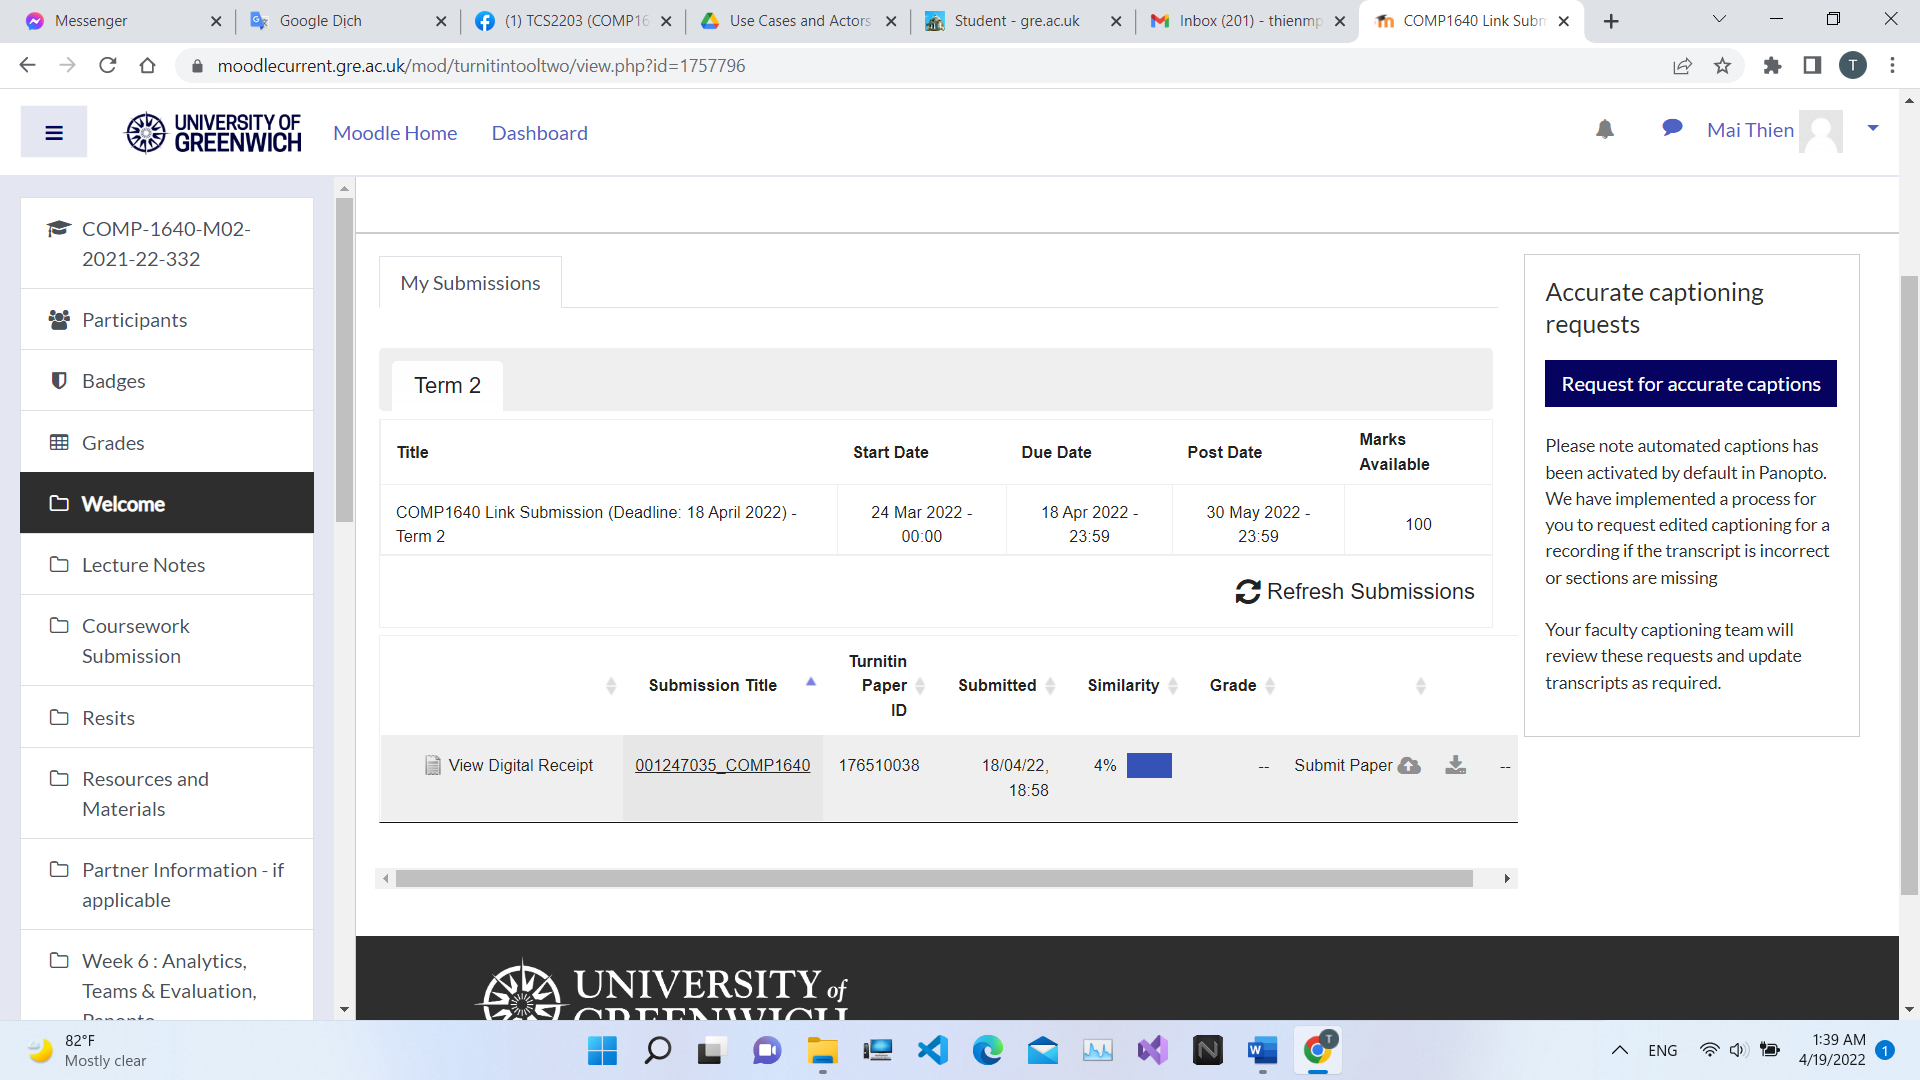 Messenger
Google Dịch
(1) TCS2203 (COMP16
Use Cases and Actors
Student - gre.ac.uk
Inbox (201) - thienmp
COMP1640 Link Subm
moodlecurrent.gre.ac.uk/mod/turnitintooltwo/view.php?id=1757796
T
UNIVERSITY OF
GREENWICH
Moodle Home
Dashboard
Mai Thien
COMP-1640-M02-
2021-22-332
Participants
Badges
Grades
Welcome
Lecture Notes
Coursework
Submission
Resits
Resources and
Materials
Partner Information - if
applicable
Week 6 : Analytics,
Teams & Evaluation,
Panopto
My Submissions
Term 2
Title
Start Date
Due Date
Post Date
Marks
Available
COMP1640 Link Submission (Deadline: 18 April 2022) -
Term 2
24 Mar 2022 -
00:00
18 Apr 2022 -
23:59
30 May 2022 -
23:59
100
Refresh Submissions
Submission Title
Turnitin
Paper
ID
Submitted
Similarity
Grade
View Digital Receipt
001247035_COMP1640
176510038
18/04/22,
18:58
4%
--
Submit Paper
--
Accurate captioning
requests
Request for accurate captions
Please note automated captions has
been activated by default in Panopto.
We have implemented a process for
you to request edited captioning for a
recording if the transcript is incorrect
or sections are missing
Your faculty captioning team will
review these requests and update
transcripts as required.
UNIVERSITY of
GREENWICH
82°F
Mostly clear
T
ENG
1:39 AM
4/19/2022
1